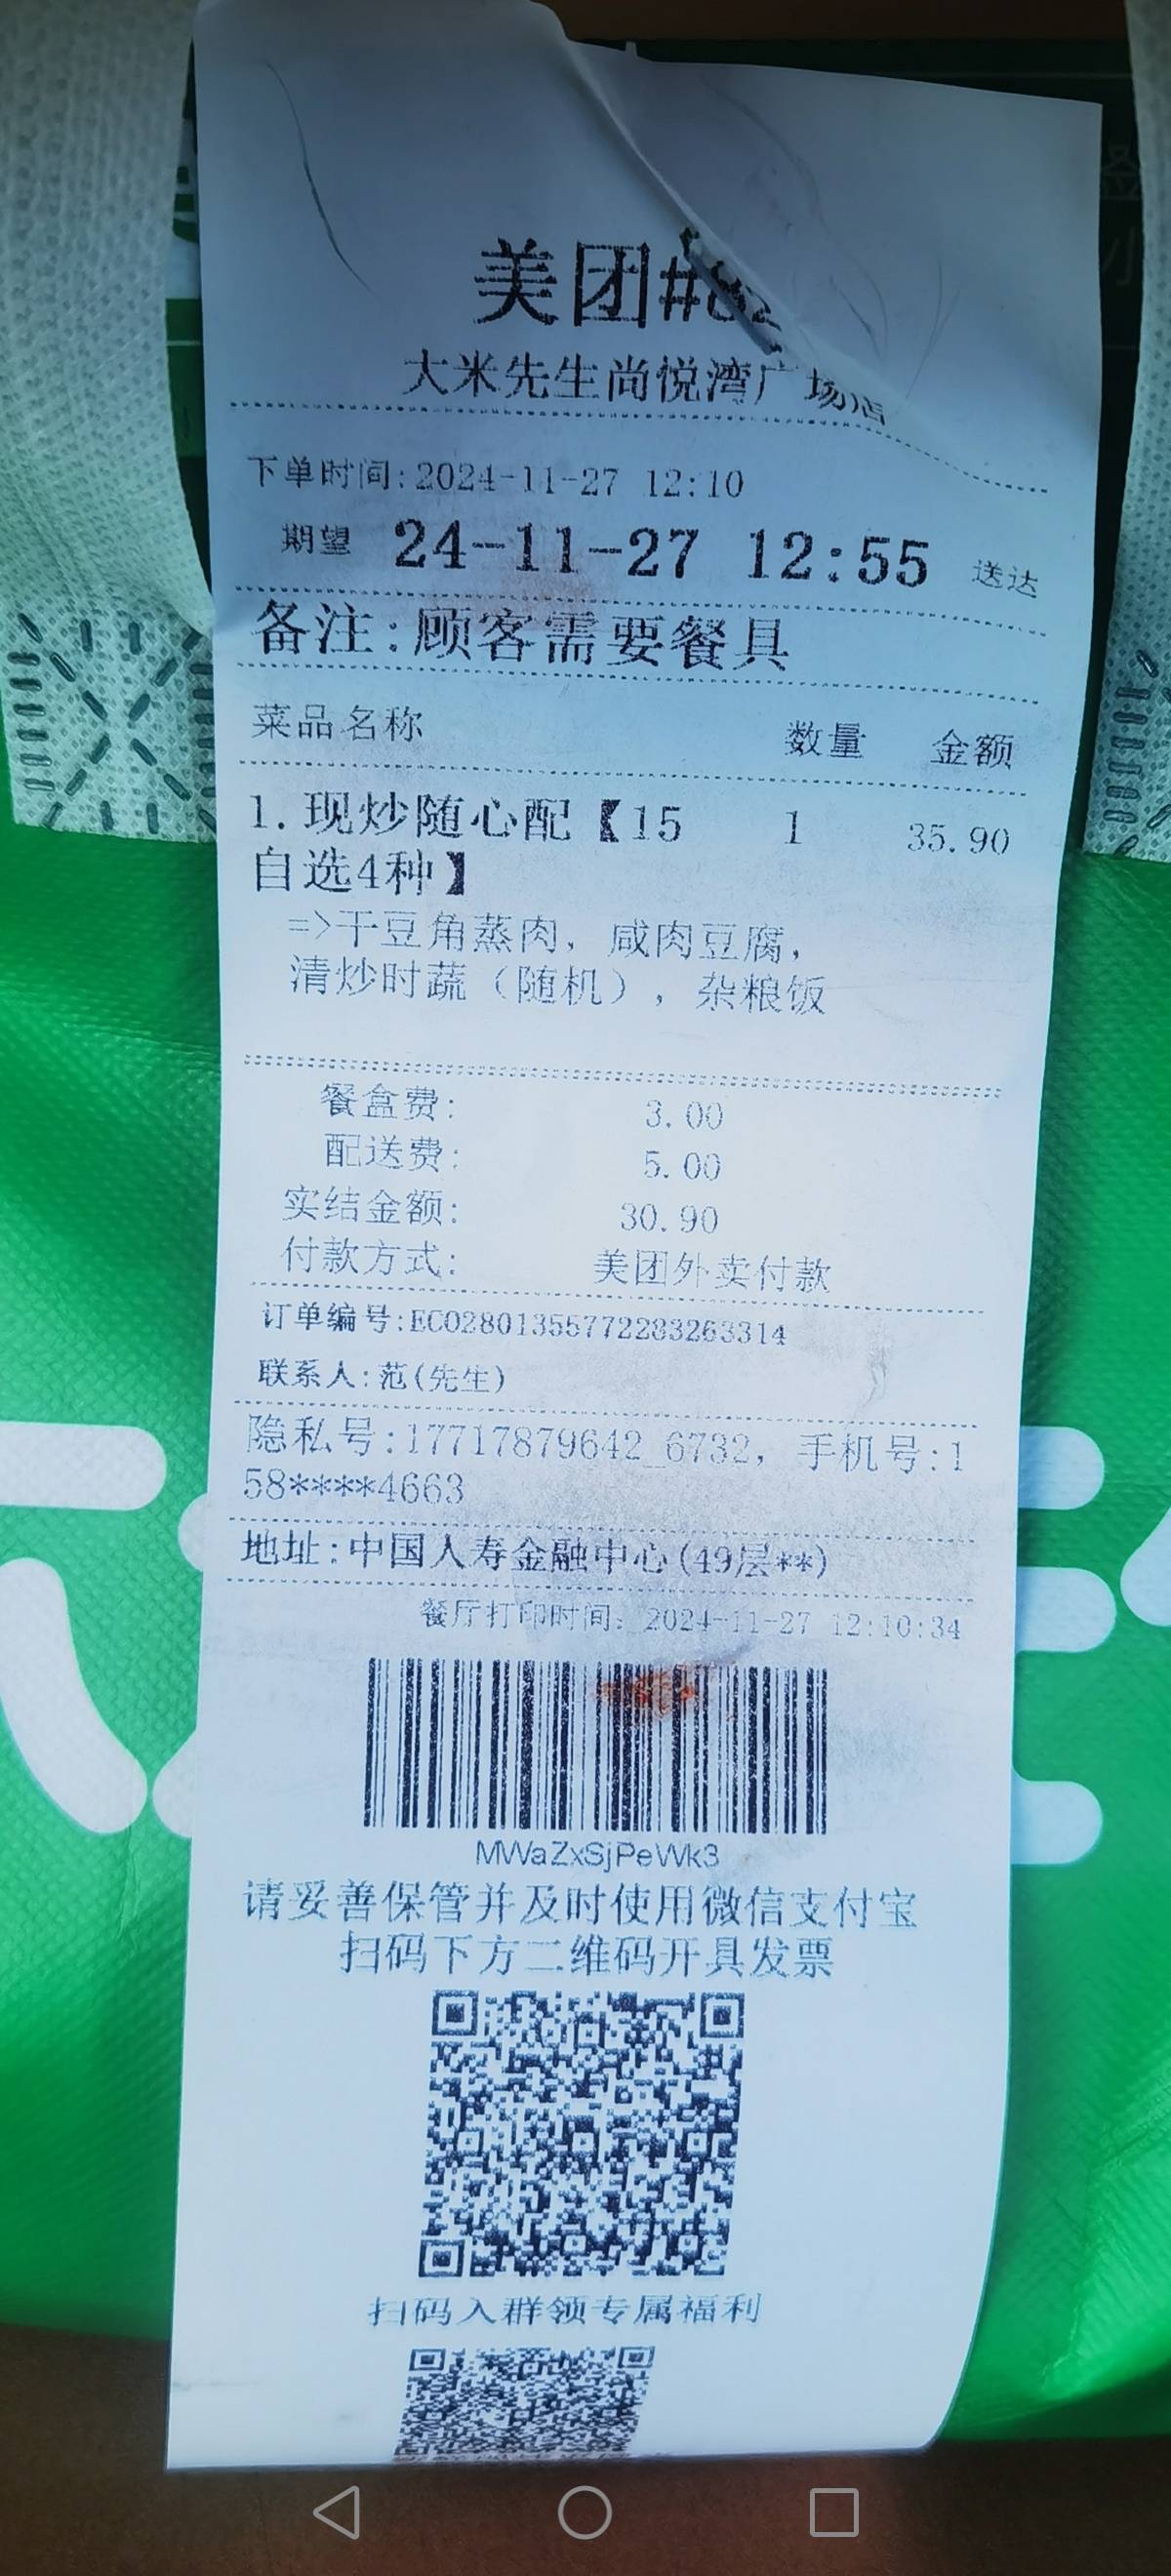 美团#82
大米先生尚悦湾广场店
下单时间:2024-11-27 12:10
期望 24-11-27 12:55 送达
备注:顾客需要餐具
菜品名称 数量 金额
1.现炒随心配【15 1 35.90
自选4种】
=>干豆角蒸肉, 咸肉豆腐,
清炒时蔬（随机）, 杂粮饭
餐盒费: 3.00
配送费: 5.00
实结金额: 30.90
付款方式: 美团外卖付款
订单编号:ECO2801355772283263314
联系人:范(先生)
隐私号:17717879642_6732, 手机号:1
58****4663
地址:中国人寿金融中心(49层**)
餐厅打印时间: 2024-11-27 12:10:34
MWaZxSjPeWk3
请妥善保管并及时使用微信支付宝
扫码下方二维码开具发票
扫码入群领专属福利